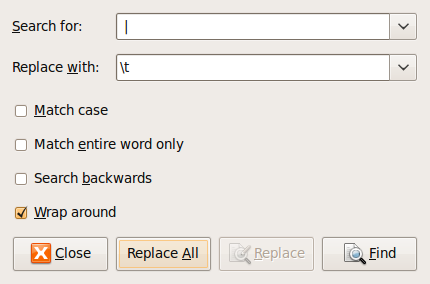 Search for: |
Replace with: \t
Match case
Match entire word only
Search backwards
Wrap around
Close Replace All Replace Find